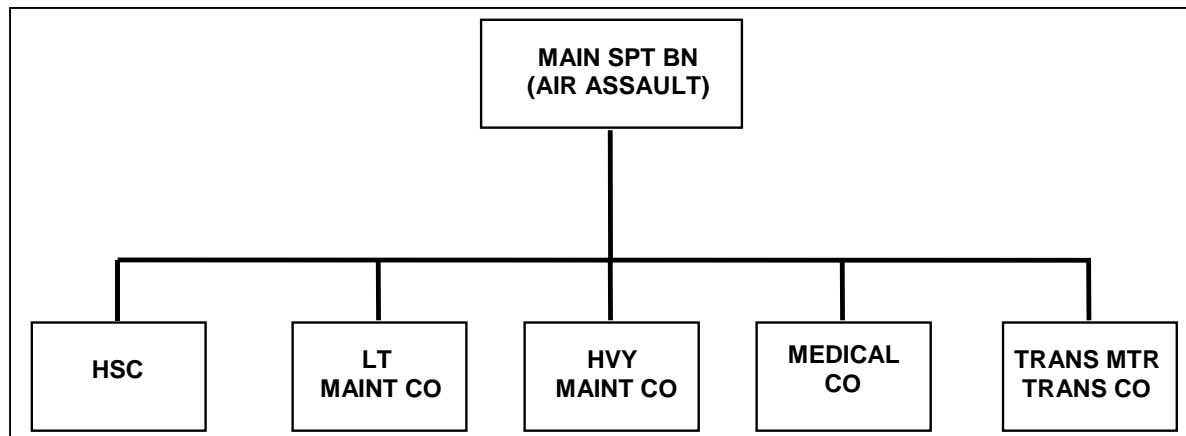 MAIN SPT BN
(AIR ASSAULT)
HSC
LT
MAINT CO
HVY
MAINT CO
MEDICAL
CO
TRANS MTR
TRANS CO